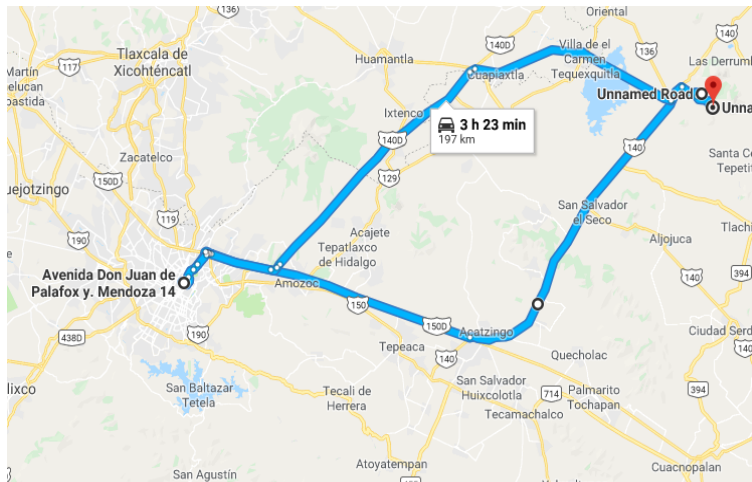 136
Oriental
140
140D
Tlaxcala de
Xicohténcatl
Huamantla
Villa de el
Carmen
Tequexquitla
136
Las Derrumb
117
Martín
Cuapiaxtla
Unnamed Road
Unna
Ixtenco
3 h 23 min
197 km
Zacatelco
140D
129
140
Santa Ce
Tepetit
150D
uejotzingo
119
San Salvador
el Seco
Tlachi
Acajete
Tepatlaxco
de Hidalgo
190
Aljojuca
140
Avenida Don Juan de
Palafox y. Mendoza 14
Amozoc
150
150D
Acatzingo
438D
190
Tepeaca
140
Quecholac
Ciudad Serd
140
San Baltazar
Tetela
Tecali de
Herrera
San Salvador
Huixcolotla
714
Palmarito
Tochapan
394
394
Tecamachalco
Atoyatempan
Cuacnopalan
San Agustín